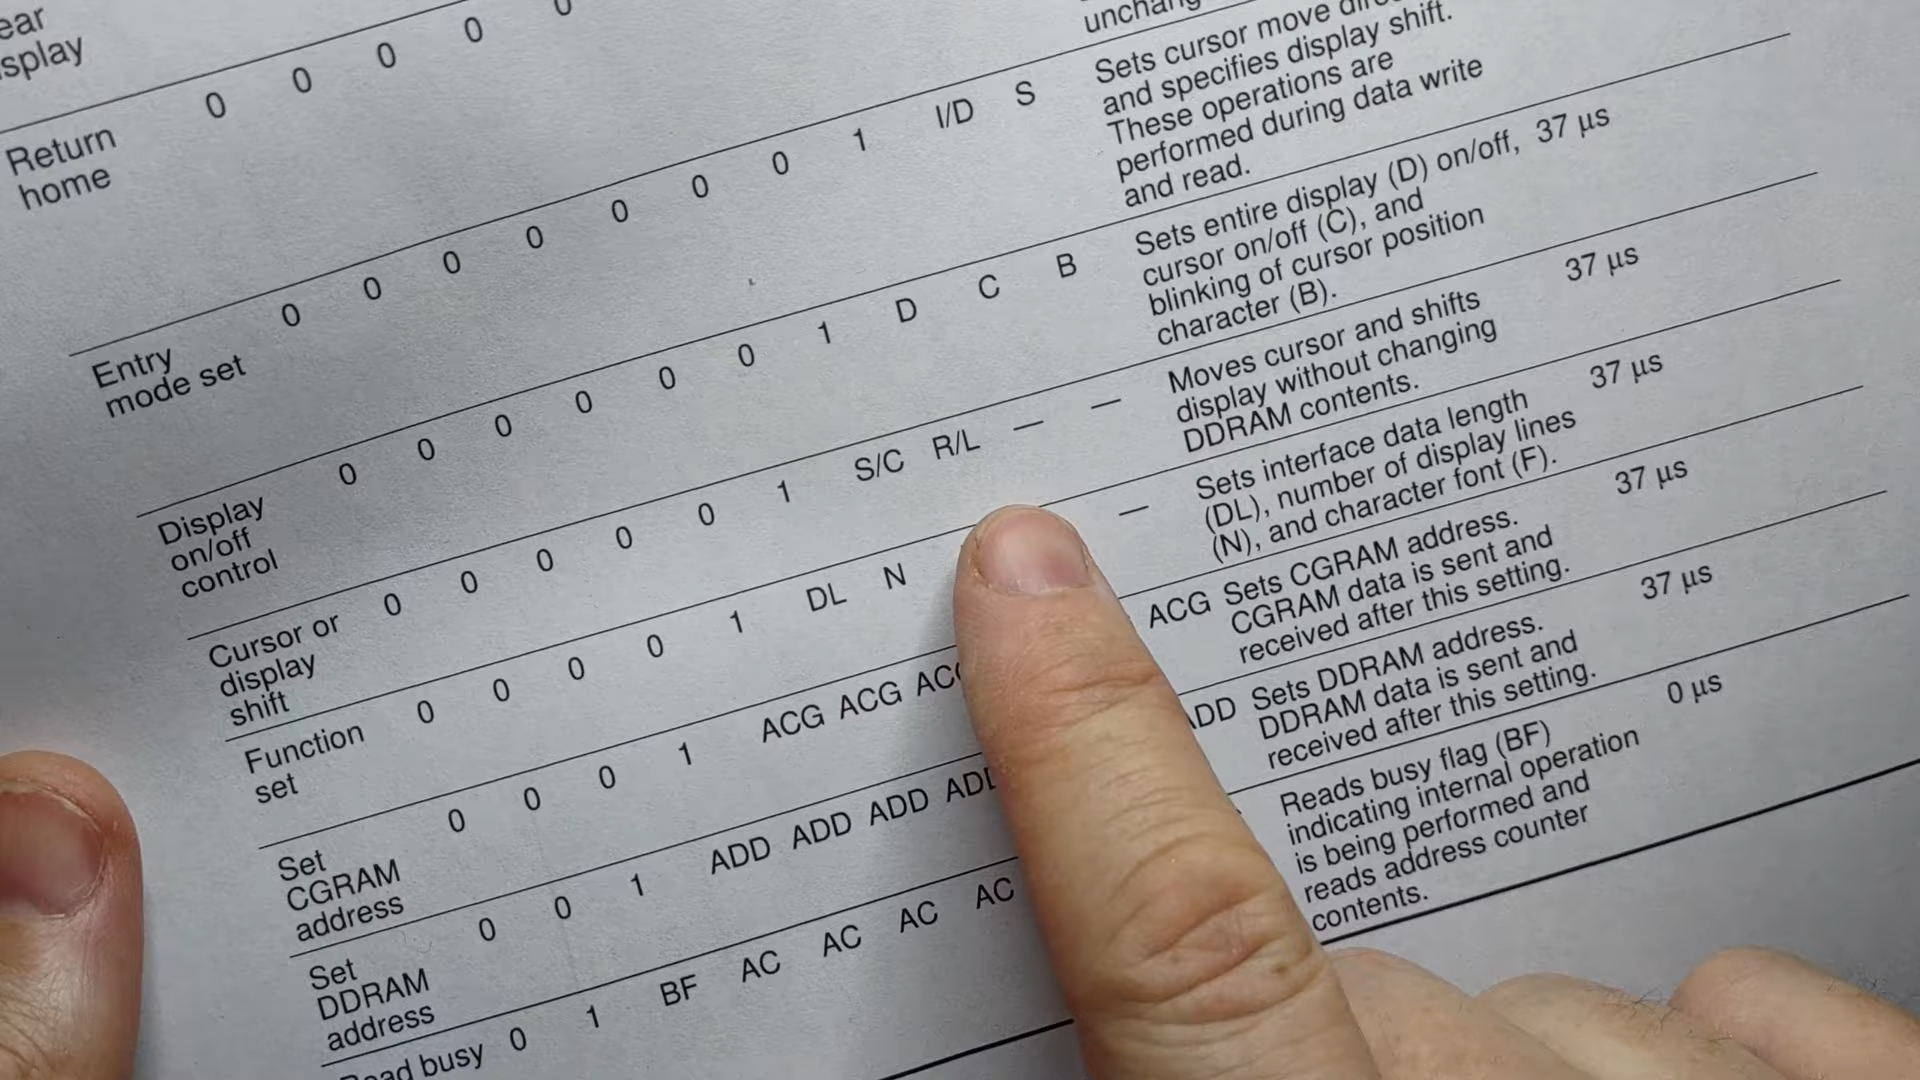 ear
splay
0
unchang
Return
home
0 0 0 0
Entry
mode set
0 0 0 0 0 0 0 1 I/D S
Sets cursor move dire
and specifies display shift.
These operations are
performed during data write
and read.
37 µs
Display
on/off
control
0 0 0 0 0 0 1 D C B
Sets entire display (D) on/off,
cursor on/off (C), and
blinking of cursor position
character (B).
37 µs
Cursor or
display
shift
0 0 0 0 0 1 S/C R/L — —
Moves cursor and shifts
display without changing
DDRAM contents.
37 µs
Function
set
0 0 0 0 1 DL N —
Sets interface data length
(DL), number of display lines
(N), and character font (F).
37 µs
Set
CGRAM
address
0 0 0 1 ACG ACG ACG ACG
Sets CGRAM address.
CGRAM data is sent and
received after this setting.
37 µs
Set
DDRAM
address
0 0 1 ADD ADD ADD ADD ADD
Sets DDRAM address.
DDRAM data is sent and
received after this setting.
0 µs
ead busy
0 1 BF AC AC AC AC
Reads busy flag (BF)
indicating internal operation
is being performed and
reads address counter
contents.